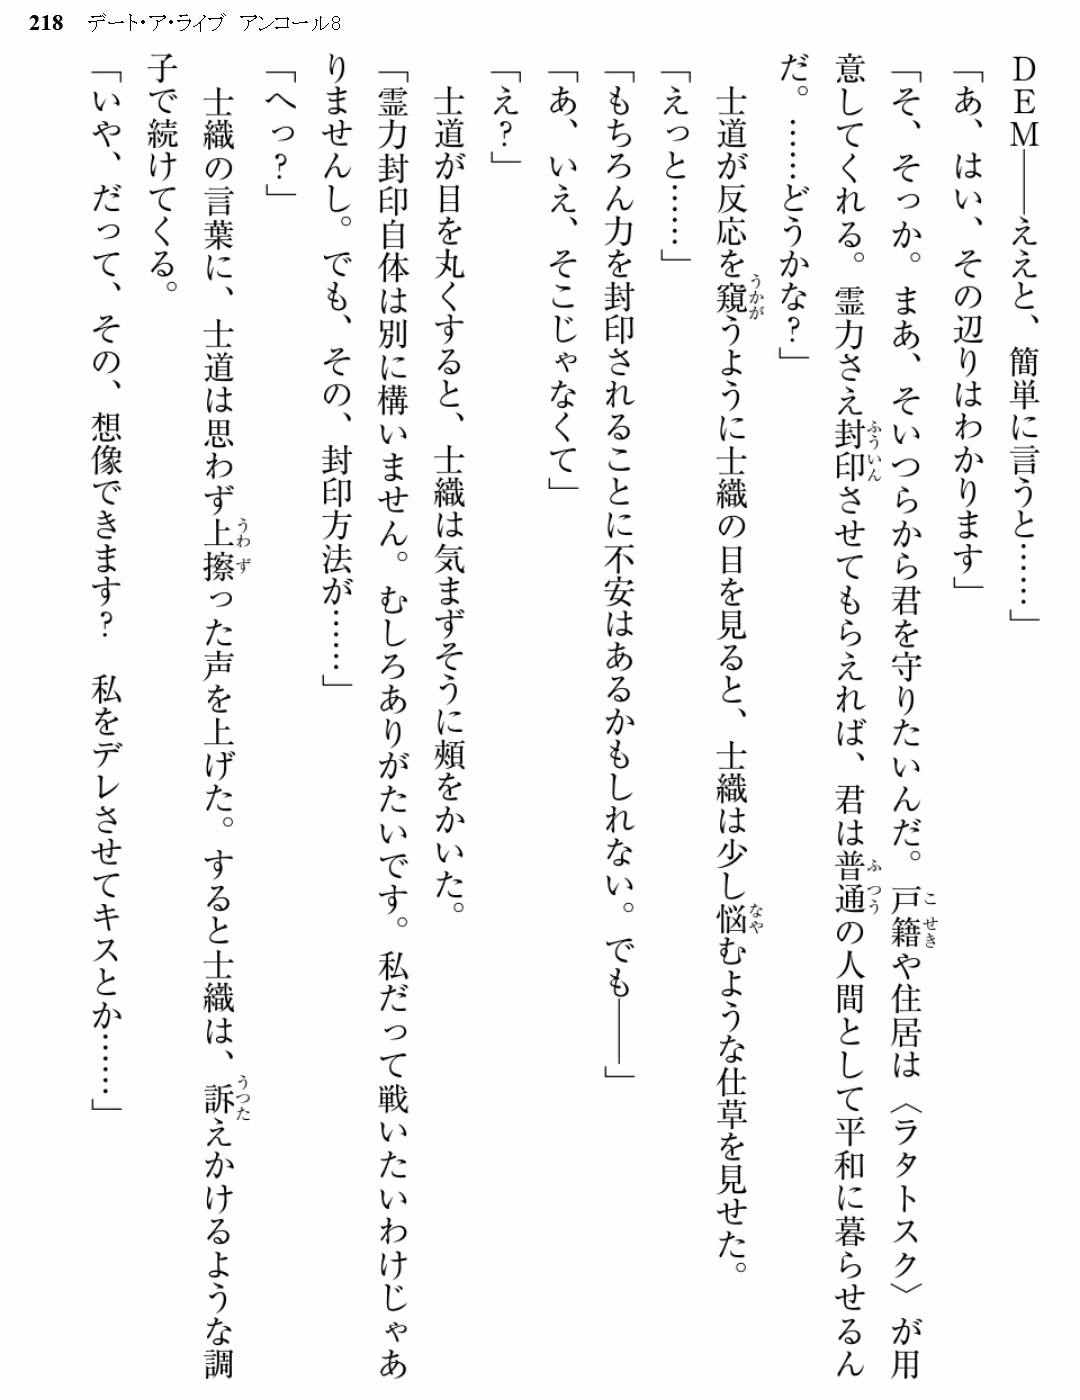 218 デート・ア・ライブ アンコール8
DEM――ええと、簡単に言うと……」
「あ、はい、その辺りはわかります」
「そ、そっか。まあ、そいつらから君を守りたいんだ。戸籍や住居は〈ラタトスク〉が用
意してくれる。霊力さえ封印させてもらえれば、君は普通の人間として平和に暮らせるん
だ。……どうかな?」
士道が反応を窺うように士織の目を見ると、士織は少し悩むような仕草を見せた。
「えっと……」
「もちろん力を封印されることに不安はあるかもしれない。でも――」
「あ、いえ、そこじゃなくて」
「え?」
士道が目を丸くすると、士織は気まずそうに頰をかいた。
「霊力封印自体は別に構いません。むしろありがたいです。私だって戦いたいわけじゃあ
りませんし。でも、その、封印方法が……」
「へっ?」
士織の言葉に、士道は思わず上擦った声を上げた。すると士織は、訴えかけるような調
子で続けてくる。
「いや、だって、その、想像できます? 私をデレさせてキスとか……」